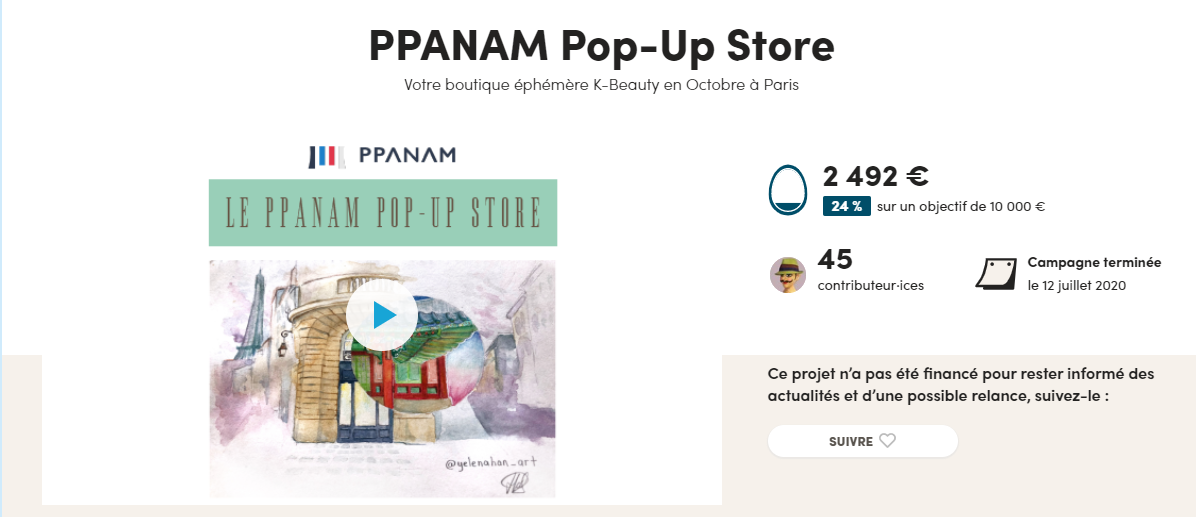 PPANAM Pop-Up Store
Votre boutique éphémère K-Beauty en Octobre à Paris
PPANAM
LE PPANAM POP-UP STORE
@yelenahan_art
2 492 €
24 % sur un objectif de 10 000 €
45
contributeur·ices
Campagne terminée
le 12 juillet 2020
Ce projet n’a pas été financé pour rester informé des
actualités et d’une possible relance, suivez-le :
SUIVRE